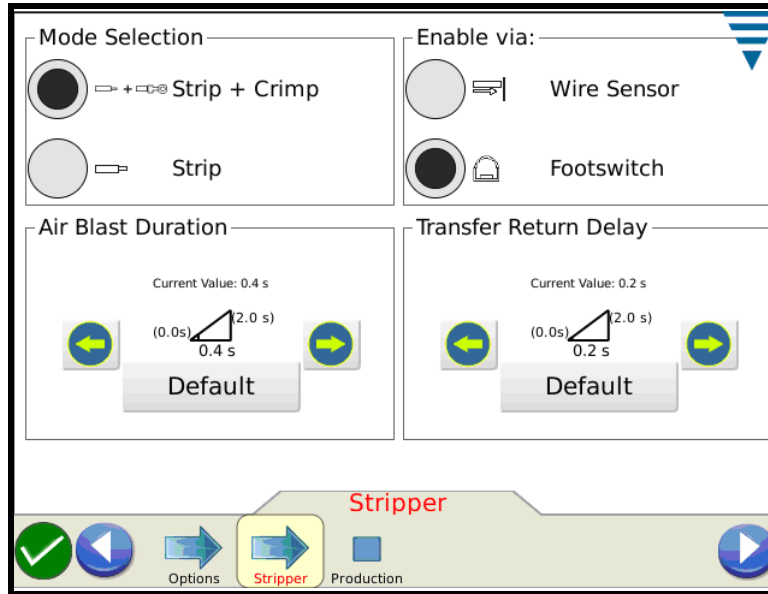 Mode Selection
Strip + Crimp
Strip
Enable via:
Wire Sensor
Footswitch
Air Blast Duration
Current Value: 0.4 s
(0.0s)
(2.0 s)
0.4 s
Default
Transfer Return Delay
Current Value: 0.2 s
(0.0s)
(2.0 s)
0.2 s
Default
Stripper
Options
Stripper
Production